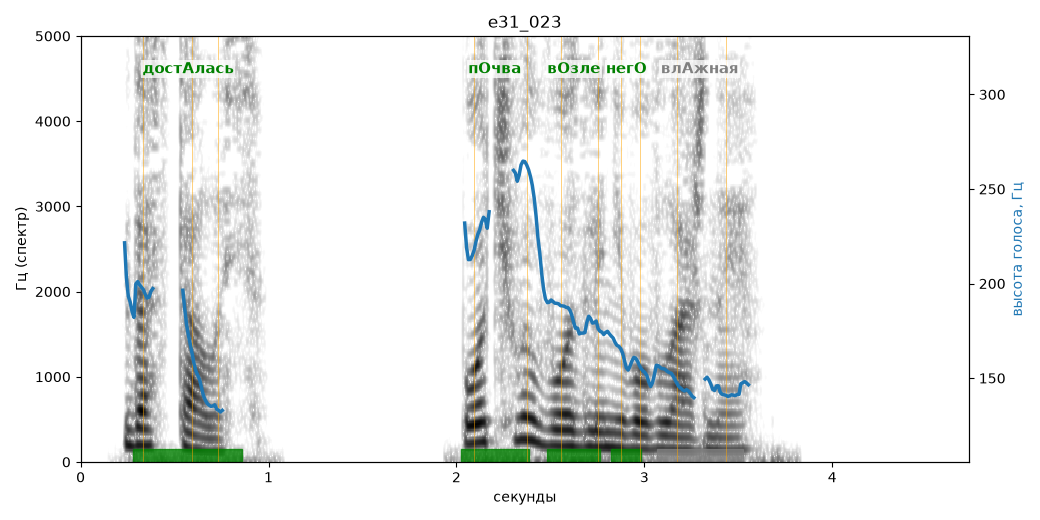 e31_023
5000
4000
3000
2000
1000
0
Гц (спектр)
достАлась
пОчва
вОзле
негО
влАжная
300
250
200
150
высота голоса, Гц
0
1
2
3
4
секунды